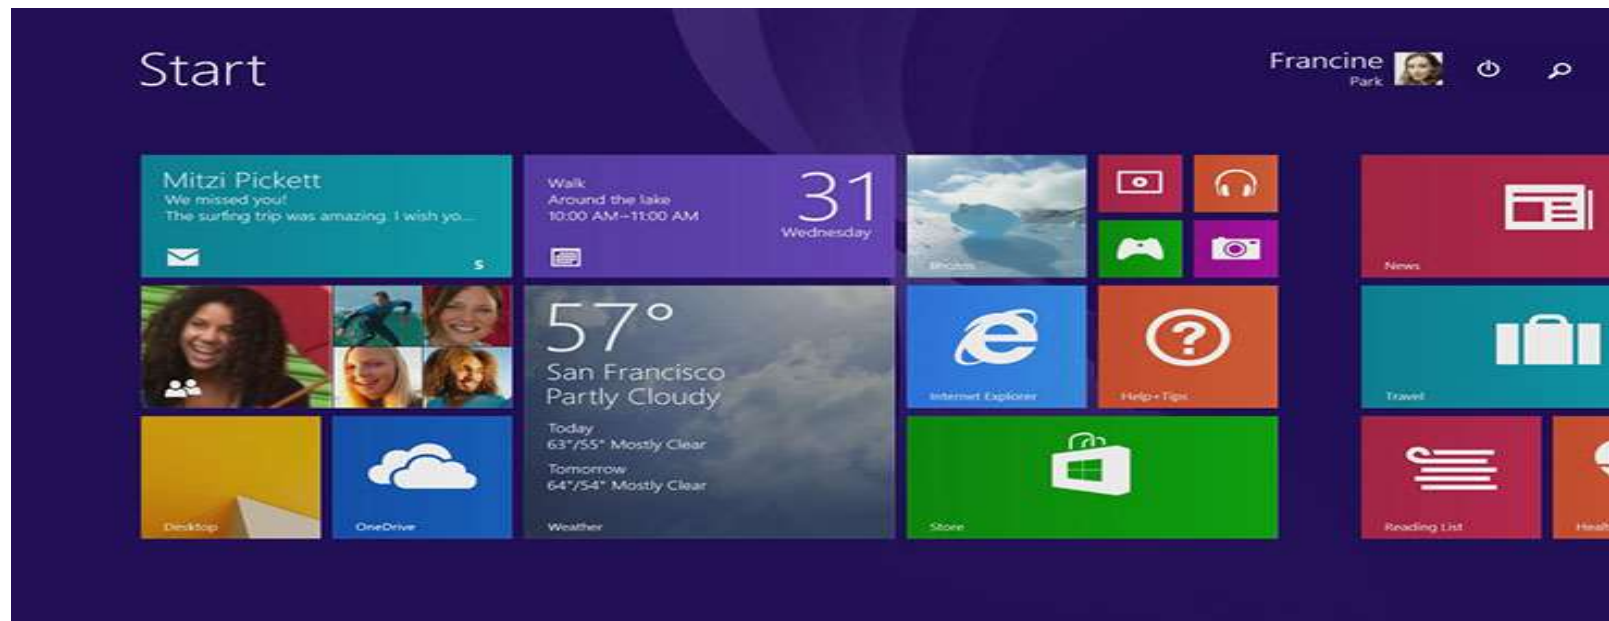 Start
Francine
Park
Mitzi Pickett
We missed you!
The surfing trip was amazing. I wish yo...
5
Walk
Around the lake
10:00 AM–11:00 AM
31
Wednesday
Photos
News
57°
San Francisco
Partly Cloudy
Today
63°/55° Mostly Clear
Tomorrow
64°/54° Mostly Clear
Weather
Internet Explorer
Help+Tips
Travel
Desktop
OneDrive
Store
Reading List
Healt